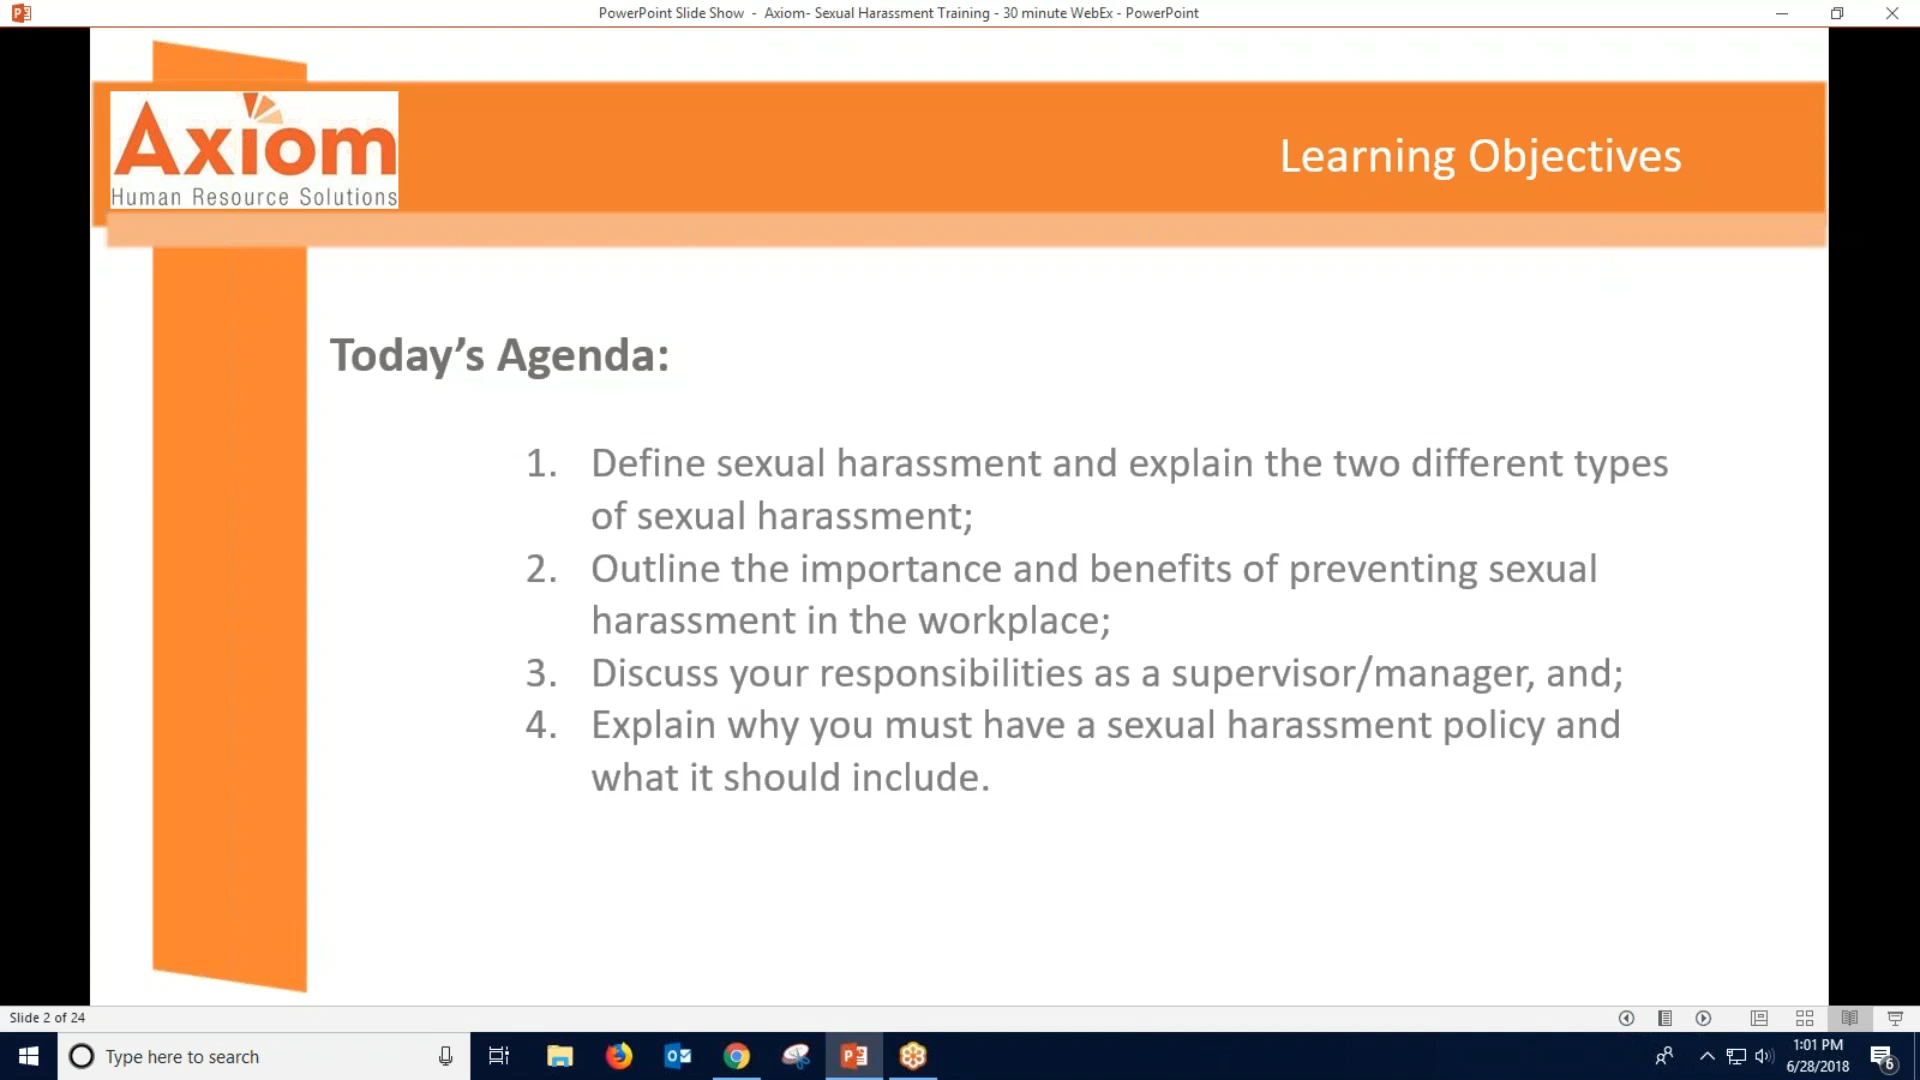 PowerPoint Slide Show - Axiom- Sexual Harassment Training - 30 minute WebEx - PowerPoint
Axiom
Human Resource Solutions
Learning Objectives
Today’s Agenda:
1. Define sexual harassment and explain the two different types
of sexual harassment;
2. Outline the importance and benefits of preventing sexual
harassment in the workplace;
3. Discuss your responsibilities as a supervisor/manager, and;
4. Explain why you must have a sexual harassment policy and
what it should include.
Slide 2 of 24
Type here to search
1:01 PM
6/28/2018
6